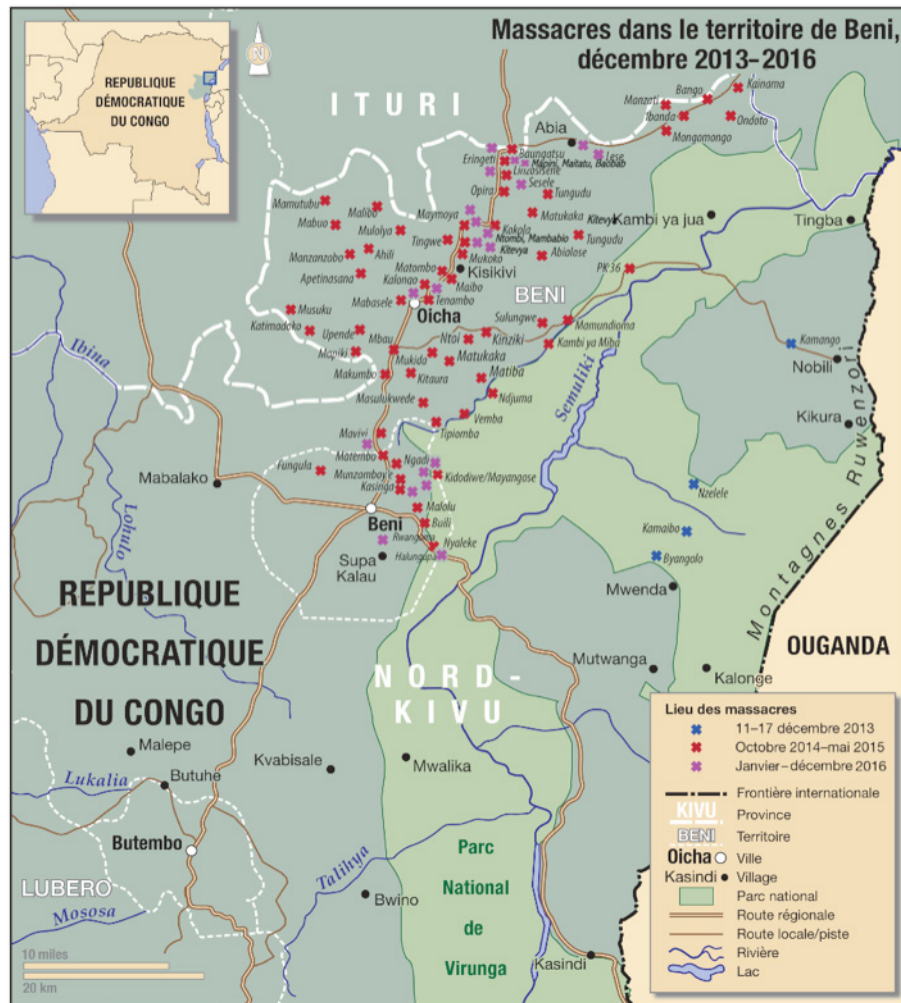 Massacres dans le territoire de Beni,
décembre 2013-2016
REPUBLIQUE
DÉMOCRATIQUE
DU CONGO
N
ITURI
Kainama
Bango
Manzati
Ibanda
Ondoto
Mongomongo
Abia
Baungatsu
Eringeti
Mapini, Maitatu, Baobab
Lese
Linzosisene
Sesele
Opira
Tungudu
Mamutubu
Malibo
Mabuo
Muloiya
Maymoya
Kokola
Matukaka
Kitevya
Kambi ya jua
Tingba
Tingwe
Ntombi, Mambabio
Tungudu
Manzanzobo
Ahili
Kitevya
Mukoko
Abiolose
Apetinasana
Matombo
Kisikivi
PK 36
Kalongo
Maibo
BENI
Mabasele
Tenambo
Musuku
Oicha
Sulungwe
Mamundioma
Katimadoko
Upende
Mbau
Ntoi
Kinziki
Kambi ya Miba
Kamango
Ibina
Mapiki
Mukida
Matukaka
Nobili
Makumbo
Kitaura
Matiba
Semuliki
Masulukwede
Ndjuma
Kikura
Vemba
Mavivi
Tipiomba
Matembo
Ngadi
Fungula
Munzambay'e
Kidodiwe/Mayangose
Mabalako
Kasinga
Nzelele
Lohulo
Malolu
Beni
Buili
Kamaibo
Rwangoma
Nyaleke
Supa
Kalau
Halungupa
Byangolo
Mwenda
Montagnes Ruwenzori
REPUBLIQUE
DÉMOCRATIQUE
DU CONGO
OUGANDA
Mutwanga
Kalonge
NORD-
KIVU
Malepe
Kvabisale
Mwalika
Lukalia
Butuhe
Butembo
Talihya
LUBERO
Mososa
Bwino
Parc
National
de
Virunga
Kasindi
10 miles
20 km
Lieu des massacres
11–17 décembre 2013
Octobre 2014–mai 2015
Janvier–décembre 2016
Frontière internationale
KIVU Province
BENI Territoire
Oicha Ville
Kasindi Village
Parc national
Route régionale
Route locale/piste
Rivière
Lac